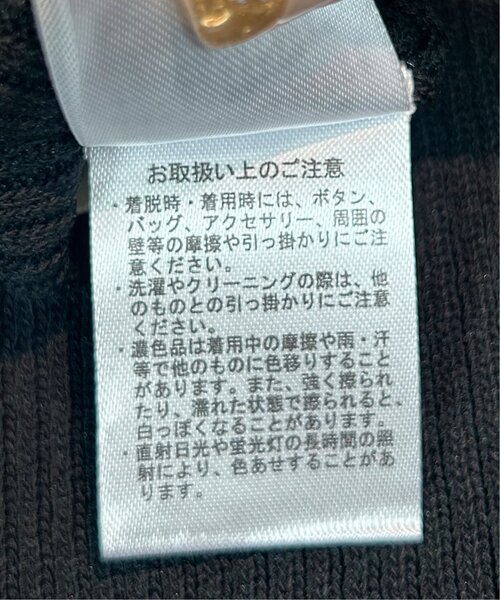 お取扱い上のご注意
・着脱時・着用時には、ボタン、
バッグ、アクセサリー、周囲の
壁等の摩擦や引っ掛かりにご注
意ください。
・洗濯やクリーニングの際は、他
のものとの引っ掛かりにご注意
ください。
・濃色品は着用中の摩擦や雨・汗
等で他のものに色移りすること
があります。また、強く擦られ
たり、濡れた状態で擦られると、
白っぽくなることがあります。
・直射日光や蛍光灯の長時間の照
射により、色あせすることがあ
ります。